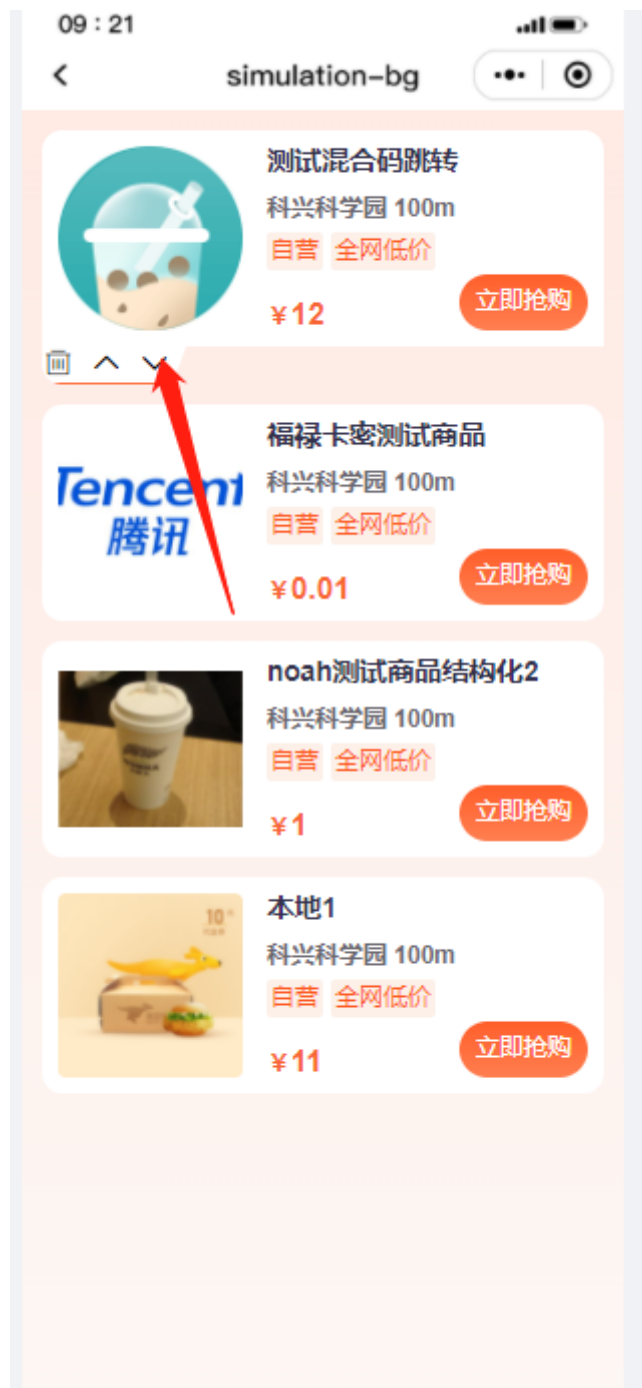 09：21
simulation-bg
测试混合码跳转
科兴科学园 100m
自营 全网低价
¥12
立即抢购
福禄卡密测试商品
Tencent
腾讯
科兴科学园 100m
自营 全网低价
¥0.01
立即抢购
noah测试商品结构化2
科兴科学园 100m
自营 全网低价
¥1
立即抢购
本地1
10
科兴科学园 100m
自营 全网低价
¥11
立即抢购